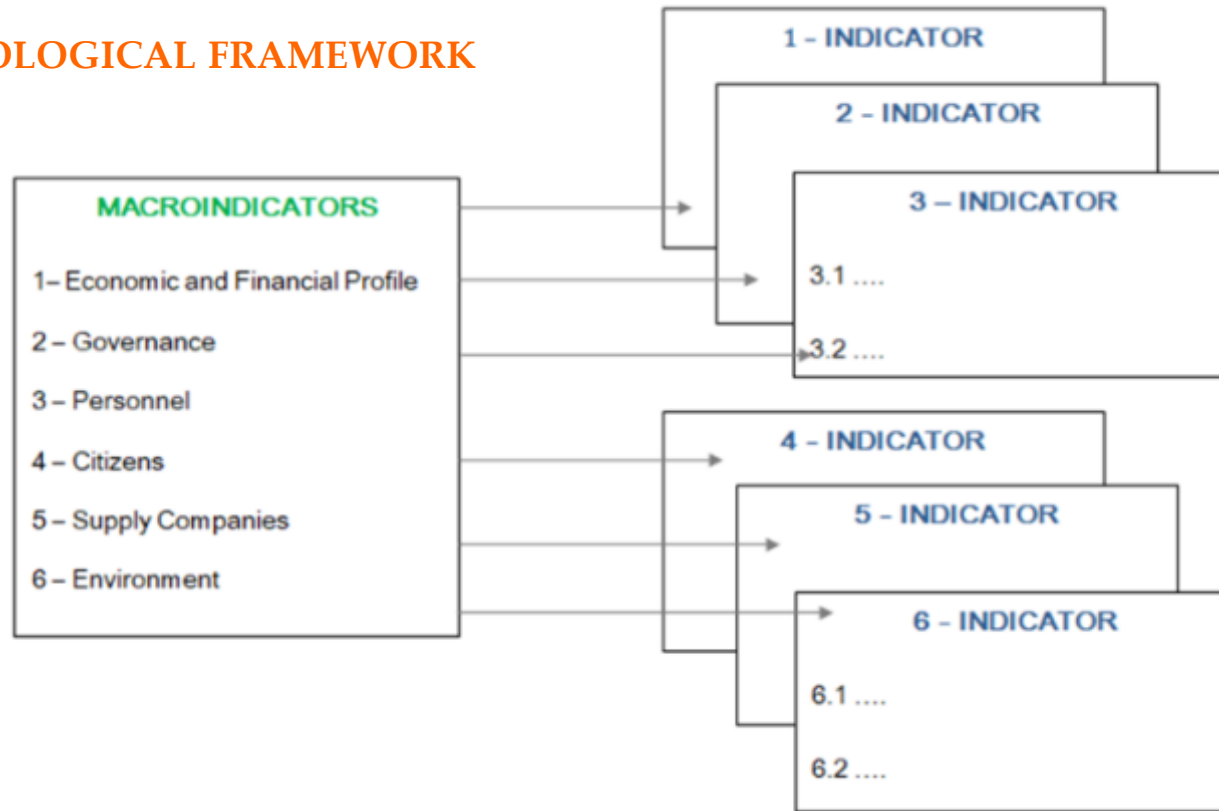 OLOGICAL FRAMEWORK
1 - INDICATOR
2 - INDICATOR
3 – INDICATOR
3.1 ....
3.2 ....
MACROINDICATORS
1– Economic and Financial Profile
2 – Governance
3 – Personnel
4 – Citizens
5 – Supply Companies
6 – Environment
4 - INDICATOR
5 - INDICATOR
6 - INDICATOR
6.1 ....
6.2 ....